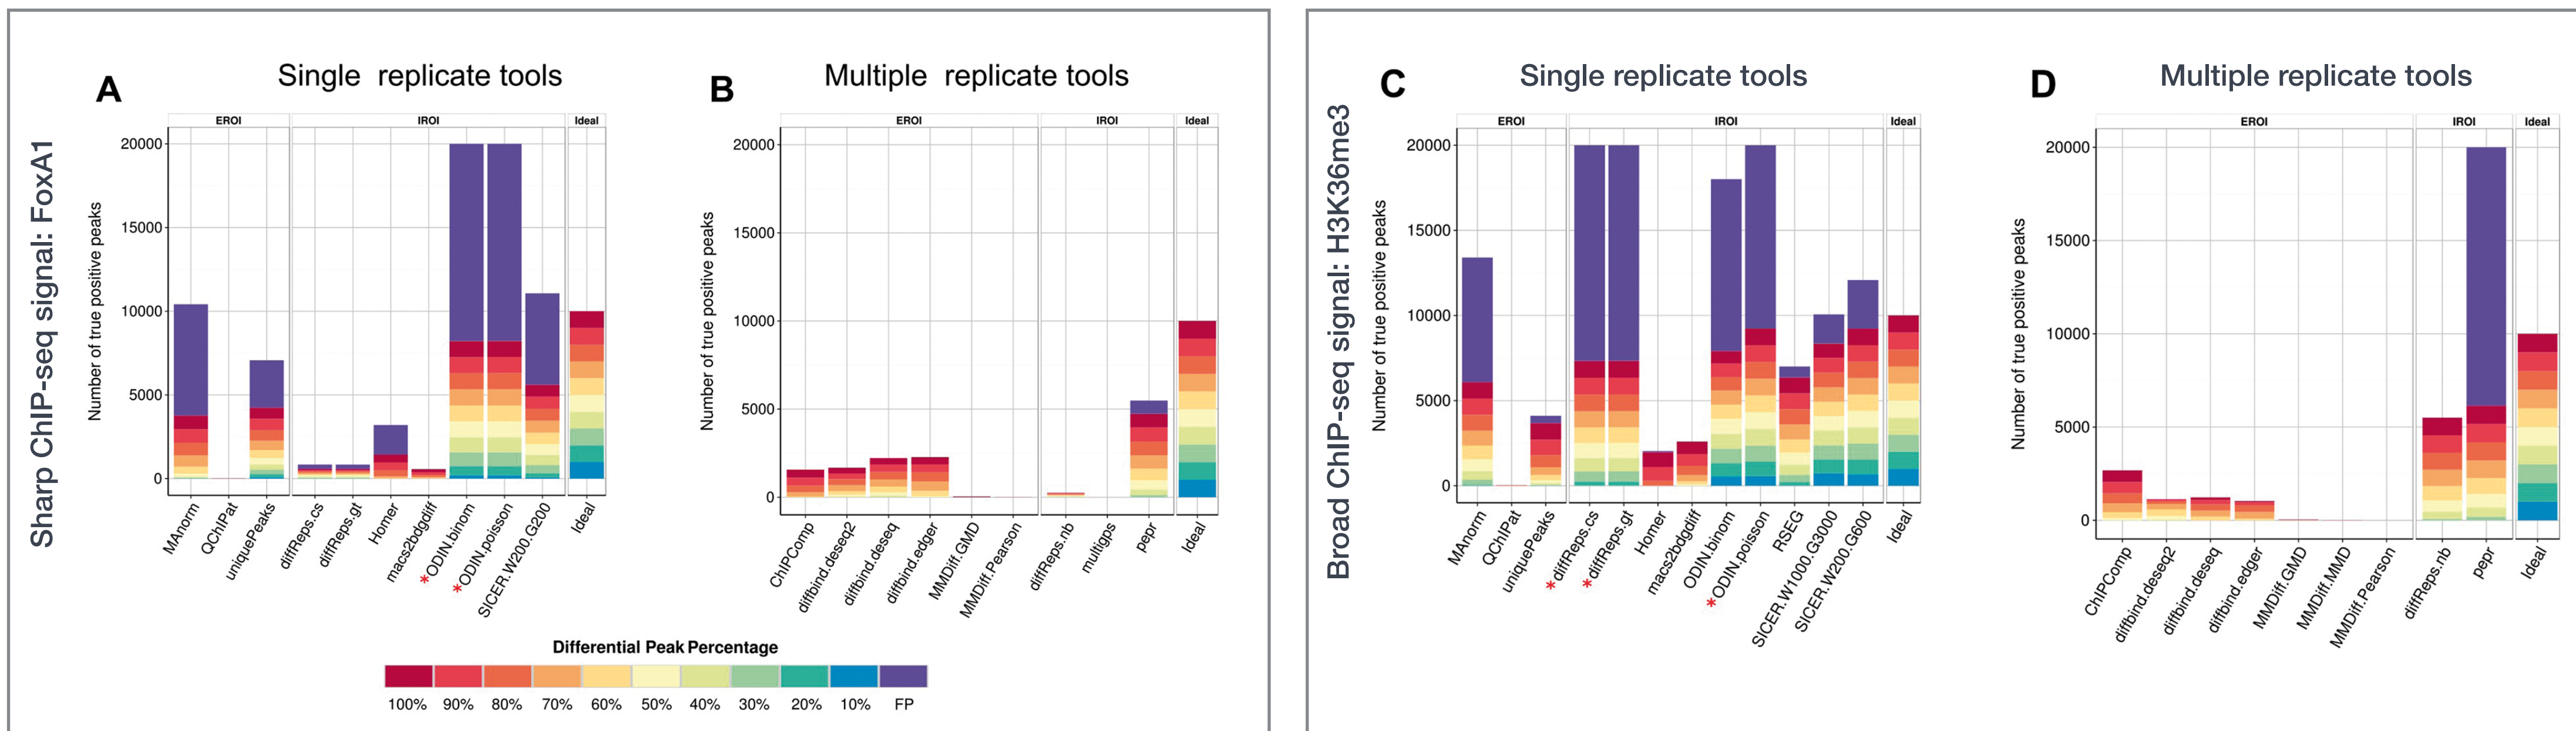 Sharp ChIP-seq signal: FoxA1
A
Single replicate tools
EROI
IROI
Ideal
Number of true positive peaks
20000
15000
10000
5000
0
MAnorm
QChIPat
uniquePeaks
diffReps.cs
diffReps.gt
Homer
macs2bdgdiff
*ODIN.binom
*ODIN.poisson
SICER.W200.G200
Ideal
B
Multiple replicate tools
EROI
IROI
Ideal
Number of true positive peaks
20000
15000
10000
5000
0
ChIPComp
diffbind.deseq2
diffbind.deseq
diffbind.edger
MMDiff.GMD
MMDiff.Pearson
diffReps.nb
multigps
pepr
Ideal
Differential Peak Percentage
100% 90% 80% 70% 60% 50% 40% 30% 20% 10% FP
Broad ChIP-seq signal: H3K36me3
C
Single replicate tools
EROI
IROI
Ideal
Number of true positive peaks
20000
15000
10000
5000
0
MAnorm
QChIPat
uniquePeaks
*diffReps.cs
*diffReps.gt
Homer
macs2bdgdiff
ODIN.binom
*ODIN.poisson
RSEG
SICER.W1000.G3000
SICER.W200.G600
Ideal
D
Multiple replicate tools
EROI
IROI
Ideal
Number of true positive peaks
20000
15000
10000
5000
0
ChIPComp
diffbind.deseq2
diffbind.deseq
diffbind.edger
MMDiff.GMD
MMDiff.MMD
MMDiff.Pearson
diffReps.nb
pepr
Ideal